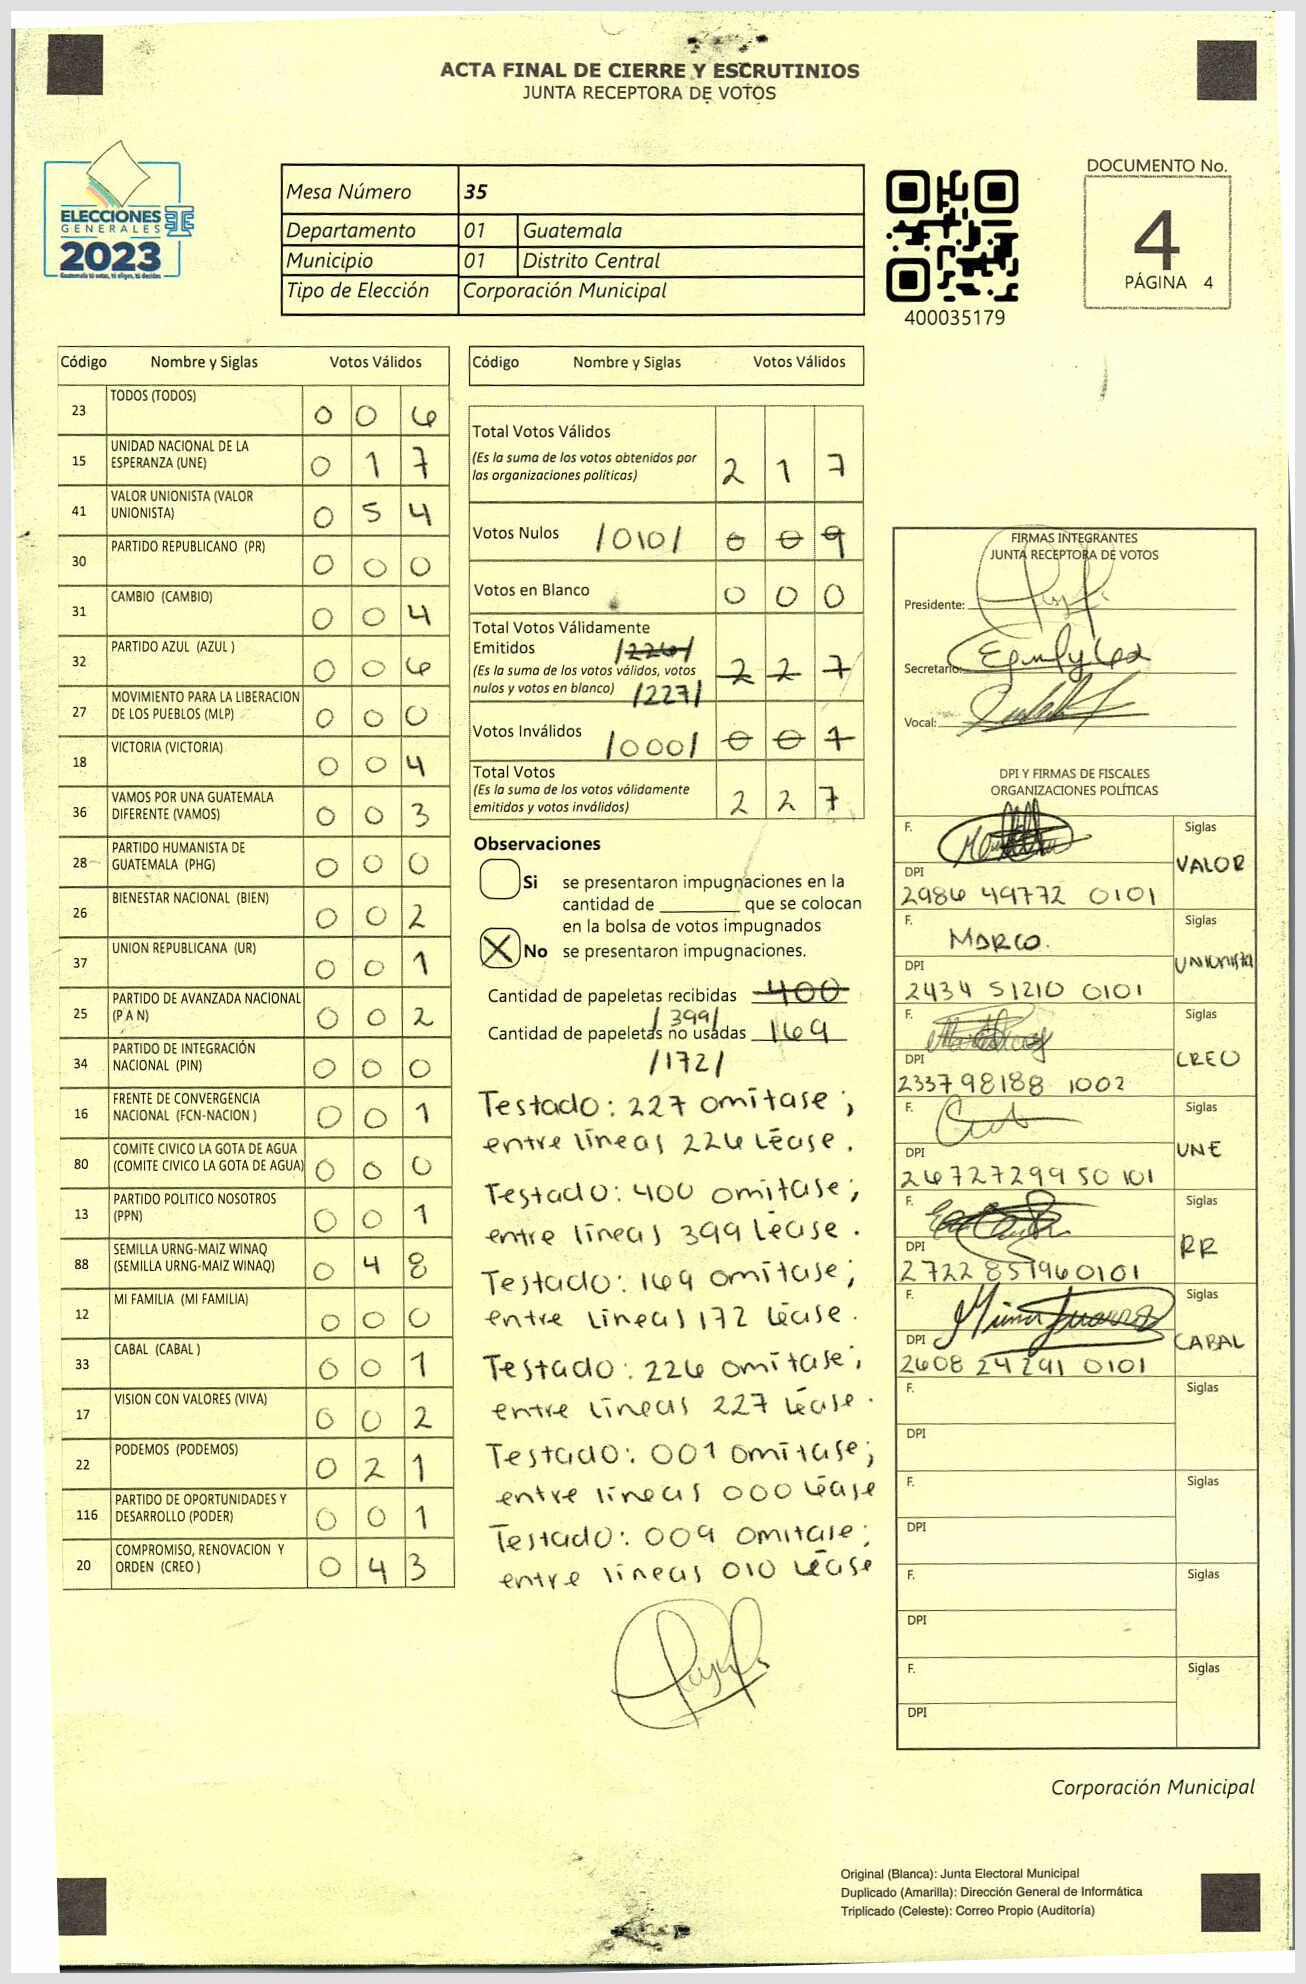 ACTA FINAL DE CIERRE Y ESCRUTINIOS
JUNTA RECEPTORA DE VOTOS
ELECCIONES
GENERALES
2023
Guatemala tú votas, tú eliges, tú decides
Mesa Número 35
Departamento 01 Guatemala
Municipio 01 Distrito Central
Tipo de Elección Corporación Municipal
400035179
DOCUMENTO No.
4
PÁGINA 4
Código Nombre y Siglas Votos Válidos
23 TODOS (TODOS) 0 0 6
15 UNIDAD NACIONAL DE LA ESPERANZA (UNE) 0 1 7
41 VALOR UNIONISTA (VALOR UNIONISTA) 0 5 4
30 PARTIDO REPUBLICANO (PR) 0 0 0
31 CAMBIO (CAMBIO) 0 0 4
32 PARTIDO AZUL (AZUL ) 0 0 6
27 MOVIMIENTO PARA LA LIBERACION DE LOS PUEBLOS (MLP) 0 0 0
18 VICTORIA (VICTORIA) 0 0 4
36 VAMOS POR UNA GUATEMALA DIFERENTE (VAMOS) 0 0 3
28 PARTIDO HUMANISTA DE GUATEMALA (PHG) 0 0 0
26 BIENESTAR NACIONAL (BIEN) 0 0 2
37 UNION REPUBLICANA (UR) 0 0 1
25 PARTIDO DE AVANZADA NACIONAL (P A N) 0 0 2
34 PARTIDO DE INTEGRACIÓN NACIONAL (PIN) 0 0 0
16 FRENTE DE CONVERGENCIA NACIONAL (FCN-NACION ) 0 0 1
80 COMITE CIVICO LA GOTA DE AGUA (COMITE CIVICO LA GOTA DE AGUA) 0 0 0
13 PARTIDO POLITICO NOSOTROS (PPN) 0 0 1
88 SEMILLA URNG-MAIZ WINAQ (SEMILLA URNG-MAIZ WINAQ) 0 4 8
12 MI FAMILIA (MI FAMILIA) 0 0 0
33 CABAL (CABAL ) 0 0 1
17 VISION CON VALORES (VIVA) 0 0 2
22 PODEMOS (PODEMOS) 0 2 1
116 PARTIDO DE OPORTUNIDADES Y DESARROLLO (PODER) 0 0 1
20 COMPROMISO, RENOVACION Y ORDEN (CREO ) 0 4 3
Código Nombre y Siglas Votos Válidos
Total Votos Válidos
(Es la suma de los votos obtenidos por
las organizaciones políticas) 2 1 7
Votos Nulos /010/ 0 0 9
Votos en Blanco 0 0 0
Total Votos Válidamente
Emitidos /226/
(Es la suma de los votos válidos, votos 2 2 7
nulos y votos en blanco) /227/
Votos Inválidos /000/ 0 0 1
Total Votos
(Es la suma de los votos válidamente
emitidos y votos inválidos) 2 2 7
Observaciones
Si se presentaron impugnaciones en la
cantidad de ________ que se colocan
en la bolsa de votos impugnados
X No se presentaron impugnaciones.
Cantidad de papeletas recibidas 400
/399/
Cantidad de papeletas no usadas 169
/172/
Testado: 227 omitase;
entre líneas 226 léase.
Testado: 400 omitase;
entre líneas 399 léase.
Testado: 169 omitase;
entre líneas 172 léase.
Testado: 226 omitase;
entre líneas 227 léase.
Testado: 001 omitase;
entre líneas 000 léase
Testado: 009 omitase;
entre líneas 010 léase
FIRMAS INTEGRANTES
JUNTA RECEPTORA DE VOTOS
Presidente:
Secretario:
Vocal:
DPI Y FIRMAS DE FISCALES
ORGANIZACIONES POLÍTICAS
F. Siglas
VALOR
DPI
2986 49772 0101
F. Marco. Siglas
UNIONISTA
DPI
2434 51210 0101
F. Siglas
CREO
DPI
2337 98188 1002
F. Siglas
UNE
DPI
26727299 50 101
F. Siglas
RR
DPI
2722 85196 0101
F. Siglas
CABAL
DPI
2608 24291 0101
F. Siglas
DPI
F. Siglas
DPI
F. Siglas
DPI
F. Siglas
DPI
Corporación Municipal
Original (Blanca): Junta Electoral Municipal
Duplicado (Amarilla): Dirección General de Informática
Triplicado (Celeste): Correo Propio (Auditoría)